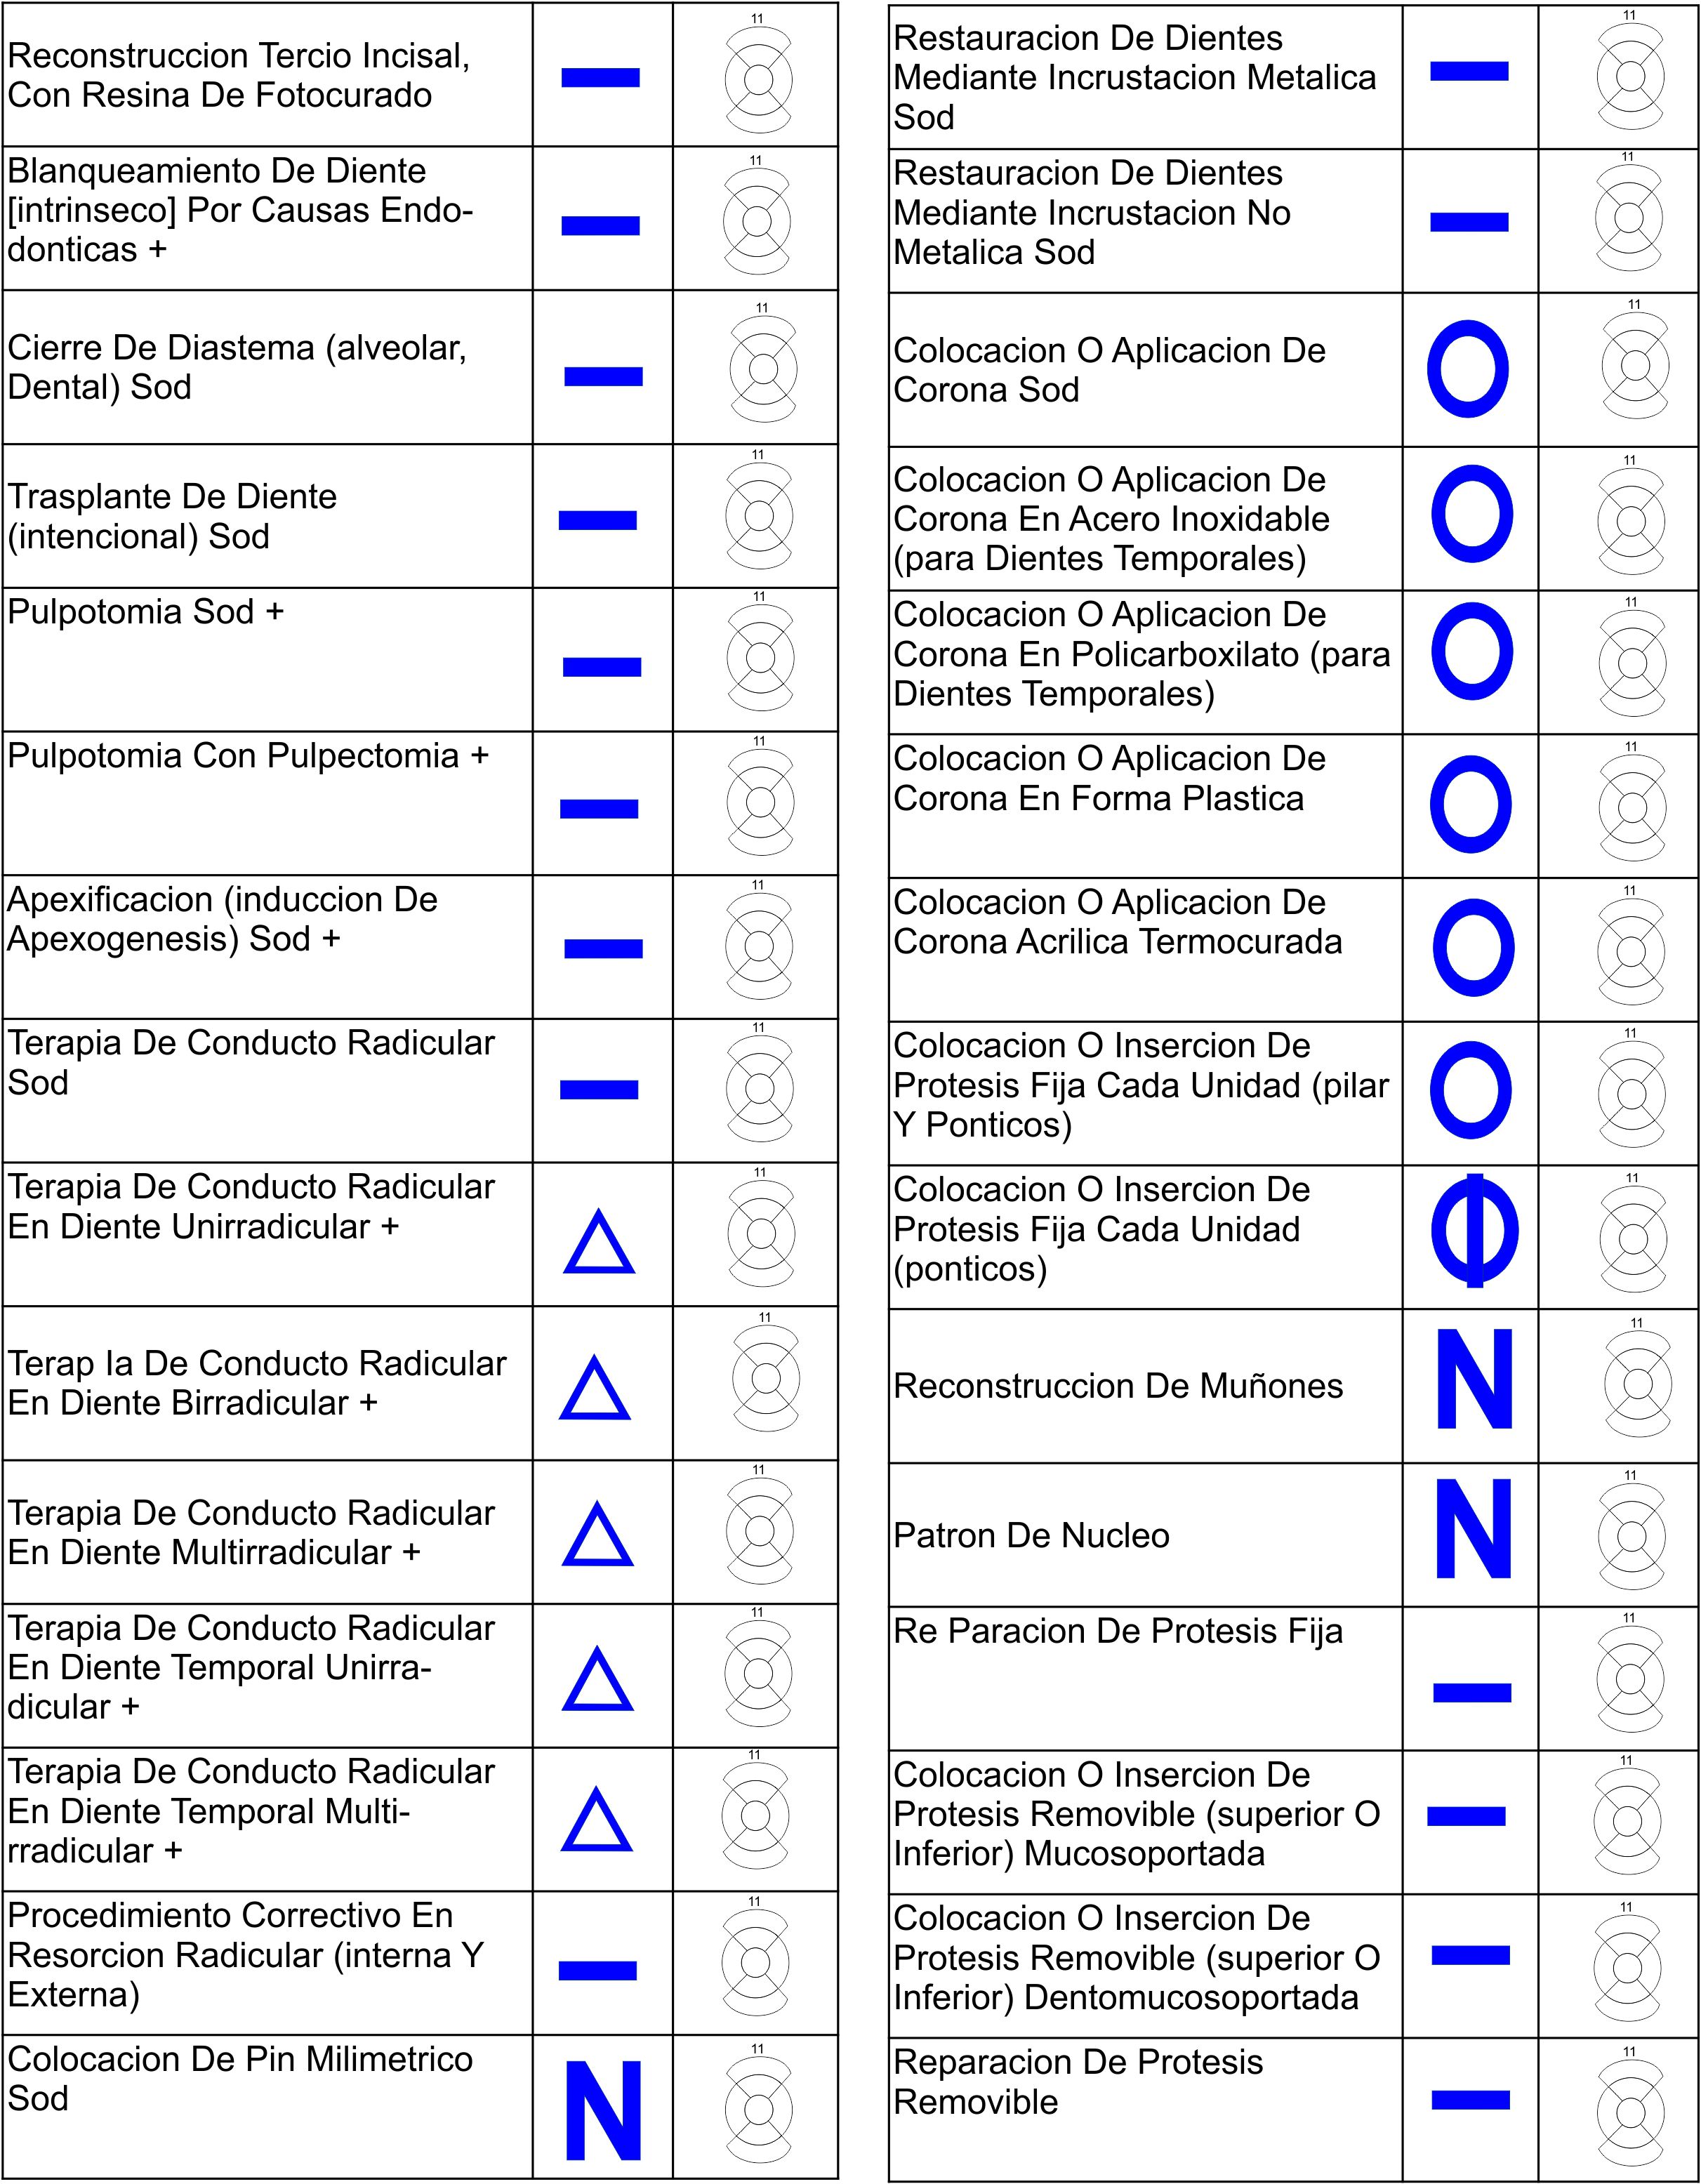 Reconstruccion Tercio Incisal,
Con Resina De Fotocurado
11
Blanqueamiento De Diente
[intrinseco] Por Causas Endo-
donticas +
11
Cierre De Diastema (alveolar,
Dental) Sod
11
Trasplante De Diente
(intencional) Sod
11
Pulpotomia Sod +
11
Pulpotomia Con Pulpectomia +
11
Apexificacion (induccion De
Apexogenesis) Sod +
11
Terapia De Conducto Radicular
Sod
11
Terapia De Conducto Radicular
En Diente Unirradicular +
11
Terap Ia De Conducto Radicular
En Diente Birradicular +
11
Terapia De Conducto Radicular
En Diente Multirradicular +
11
Terapia De Conducto Radicular
En Diente Temporal Unirra-
dicular +
11
Terapia De Conducto Radicular
En Diente Temporal Multi-
rradicular +
11
Procedimiento Correctivo En
Resorcion Radicular (interna Y
Externa)
11
Colocacion De Pin Milimetrico
Sod
N
11
Restauracion De Dientes
Mediante Incrustacion Metalica
Sod
11
Restauracion De Dientes
Mediante Incrustacion No
Metalica Sod
11
Colocacion O Aplicacion De
Corona Sod
11
Colocacion O Aplicacion De
Corona En Acero Inoxidable
(para Dientes Temporales)
11
Colocacion O Aplicacion De
Corona En Policarboxilato (para
Dientes Temporales)
11
Colocacion O Aplicacion De
Corona En Forma Plastica
11
Colocacion O Aplicacion De
Corona Acrilica Termocurada
11
Colocacion O Insercion De
Protesis Fija Cada Unidad (pilar
Y Ponticos)
11
Colocacion O Insercion De
Protesis Fija Cada Unidad
(ponticos)
11
Reconstruccion De Muñones
N
11
Patron De Nucleo
N
11
Re Paracion De Protesis Fija
11
Colocacion O Insercion De
Protesis Removible (superior O
Inferior) Mucosoportada
11
Colocacion O Insercion De
Protesis Removible (superior O
Inferior) Dentomucosoportada
11
Reparacion De Protesis
Removible
11